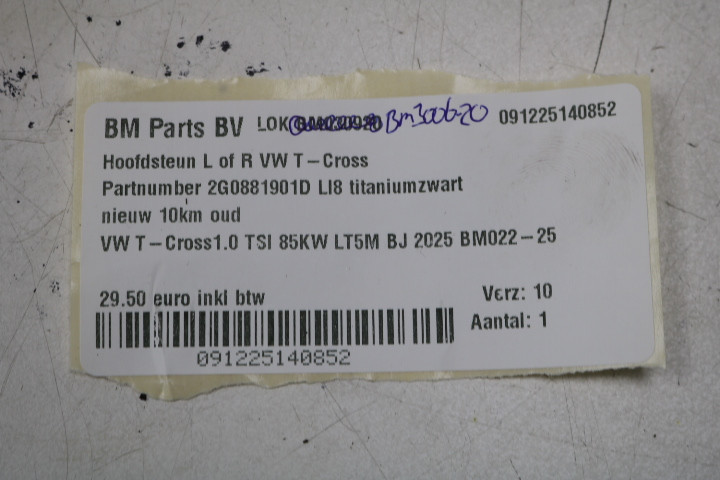 BM Parts BV LOK Bm300620 091225140852
Hoofdsteun L of R VW T-Cross
Partnumber 2G0881901D LI8 titaniumzwart
nieuw 10km oud
VW T-Cross1.0 TSI 85KW LT5M BJ 2025 BM022-25
29.50 euro inkl btw Verz: 10
Aantal: 1
091225140852